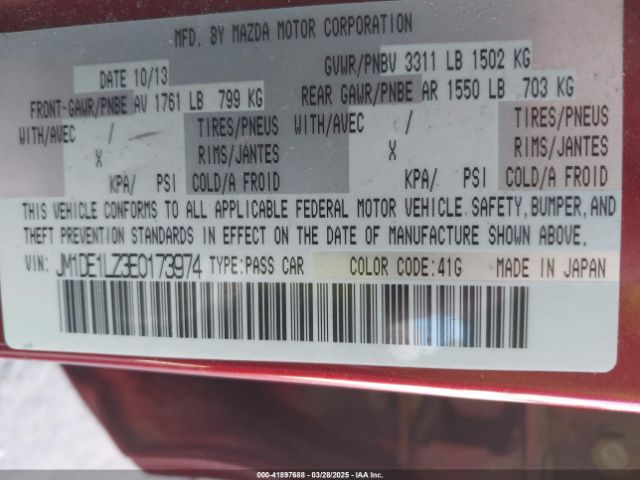 MFD. BY MAZDA MOTOR CORPORATION
DATE 10/13 GVWR/PNBV 3311 LB 1502 KG
FRONT-GAWR/PNBE AV 1761 LB 799 KG REAR GAWR/PNBE AR 1550 LB 703 KG
WITH/AVEC / TIRES/PNEUS WITH/AVEC / TIRES/PNEUS
X RIMS/JANTES X RIMS/JANTES
KPA/ PSI COLD/A FROID KPA/ PSI COLD/A FROID
THIS VEHICLE CONFORMS TO ALL APPLICABLE FEDERAL MOTOR VEHICLE SAFETY, BUMPER, AND
THEFT PREVENTION STANDARDS IN EFFECT ON THE DATE OF MANUFACTURE SHOWN ABOVE.
VIN: JM1DE1LZ3E0173974 TYPE:PASS CAR COLOR CODE:41G MADE IN JAPAN
000-41897688 | 03/28/2025 | IAA Inc.